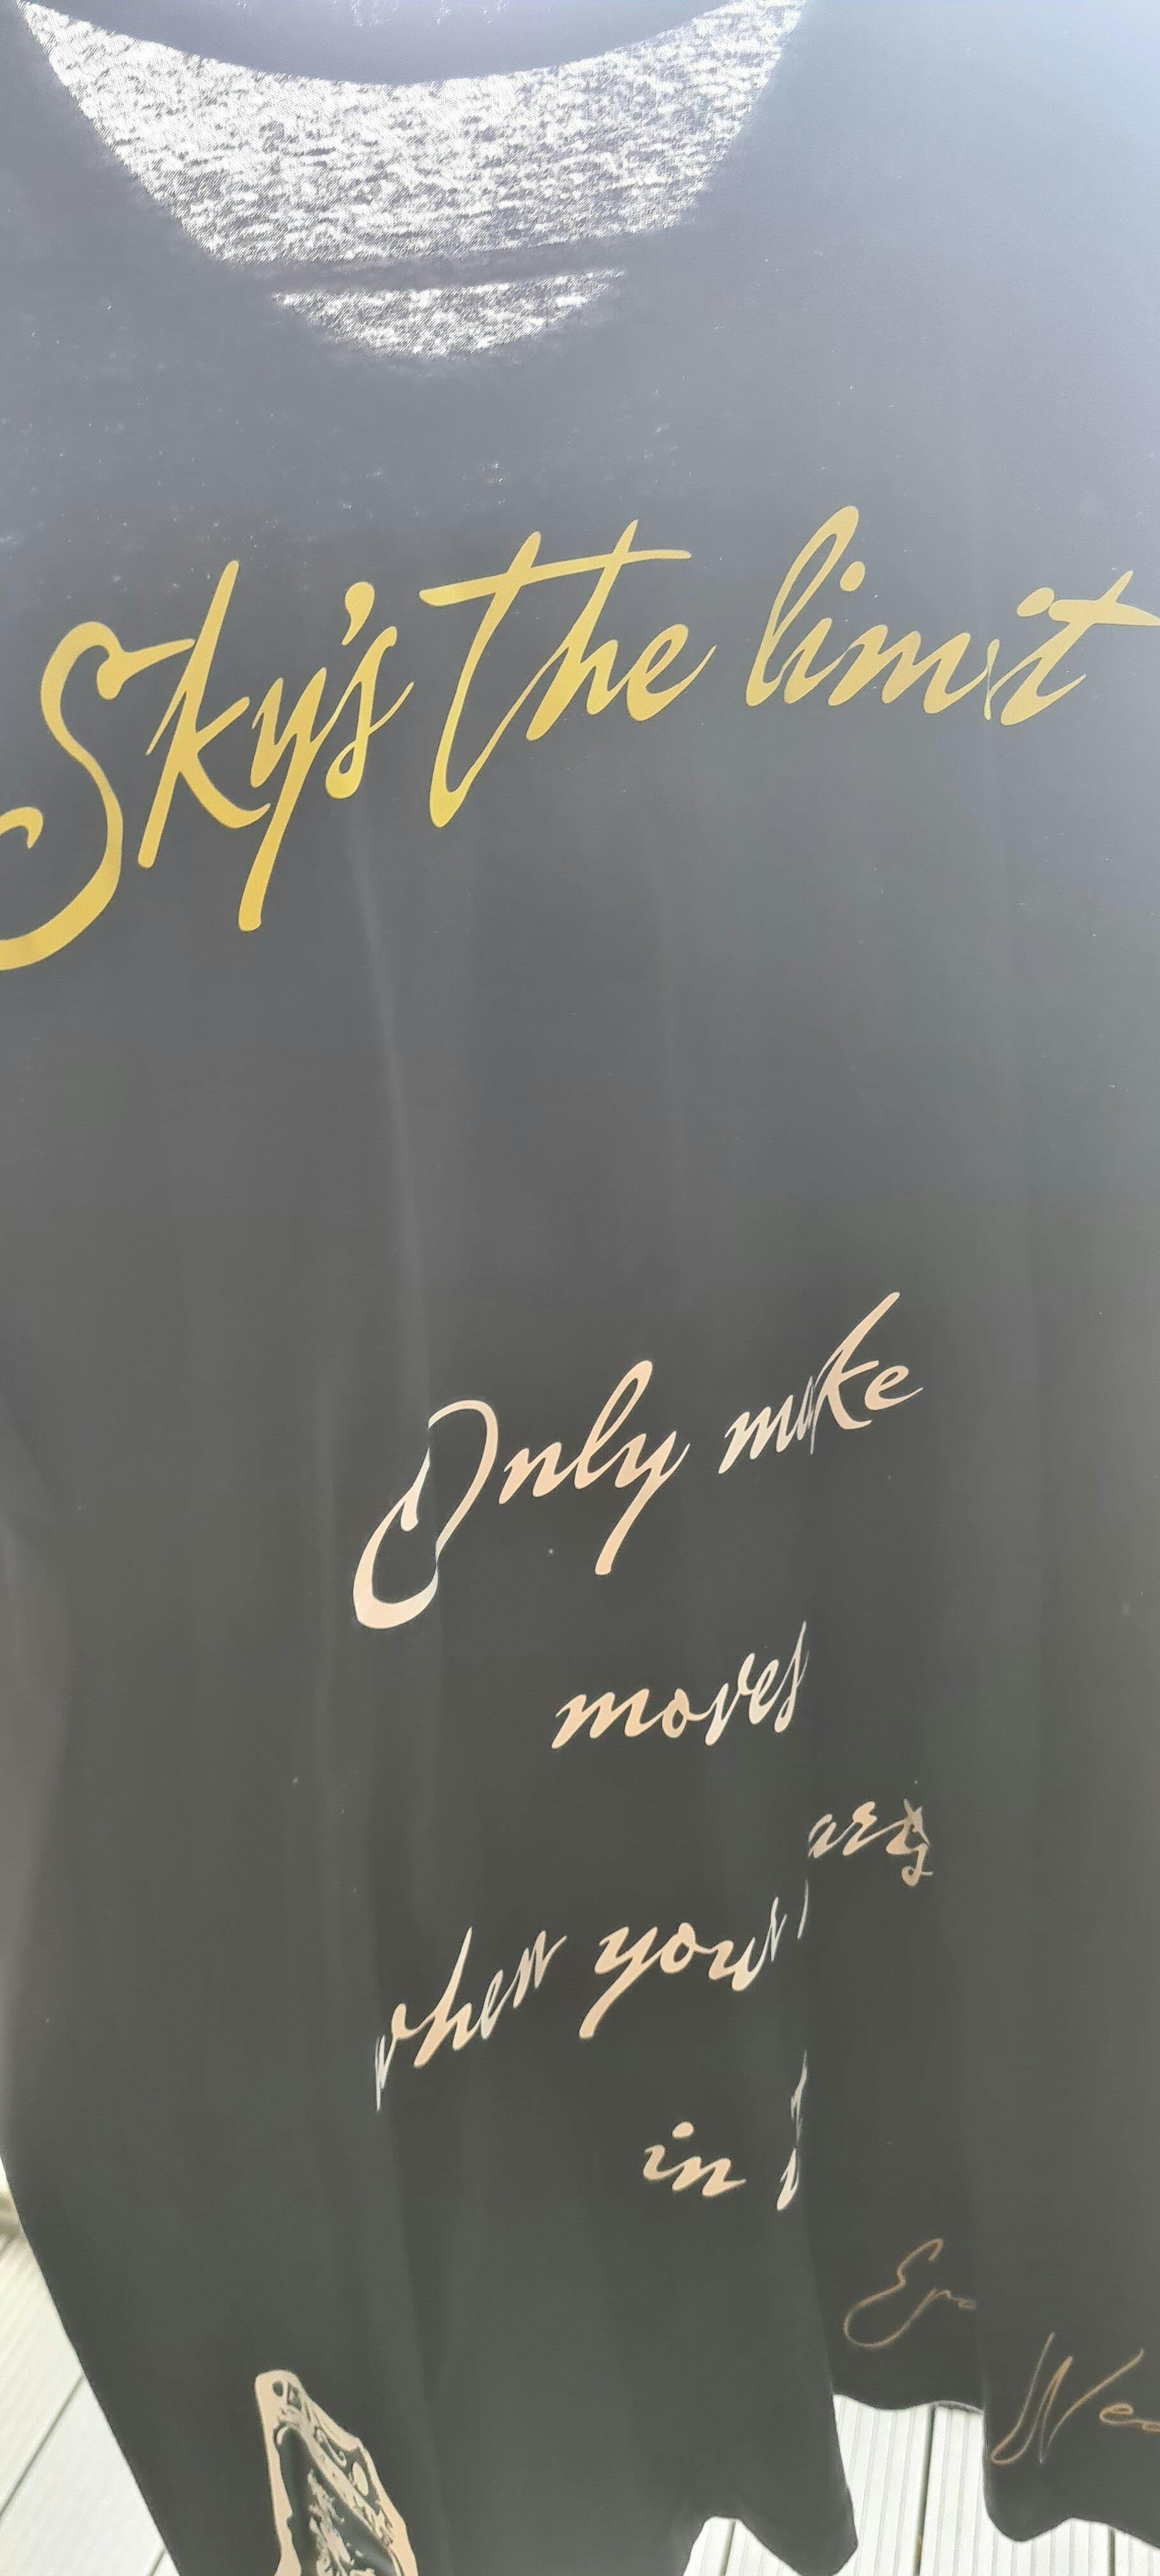 Sky's the limit
Only make
moves
when your
in